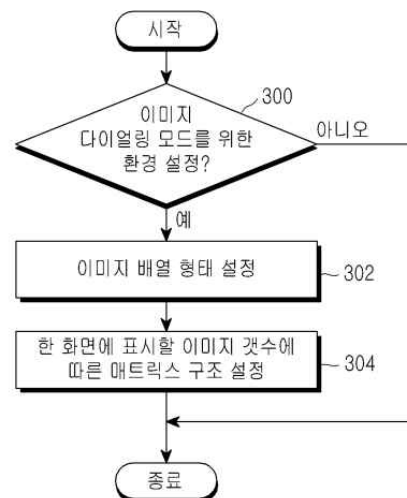 시작
300
이미지
다이얼링 모드를 위한
환경 설정?
아니오
예
이미지 배열 형태 설정
302
한 화면에 표시할 이미지 갯수에
따른 매트릭스 구조 설정
304
종료